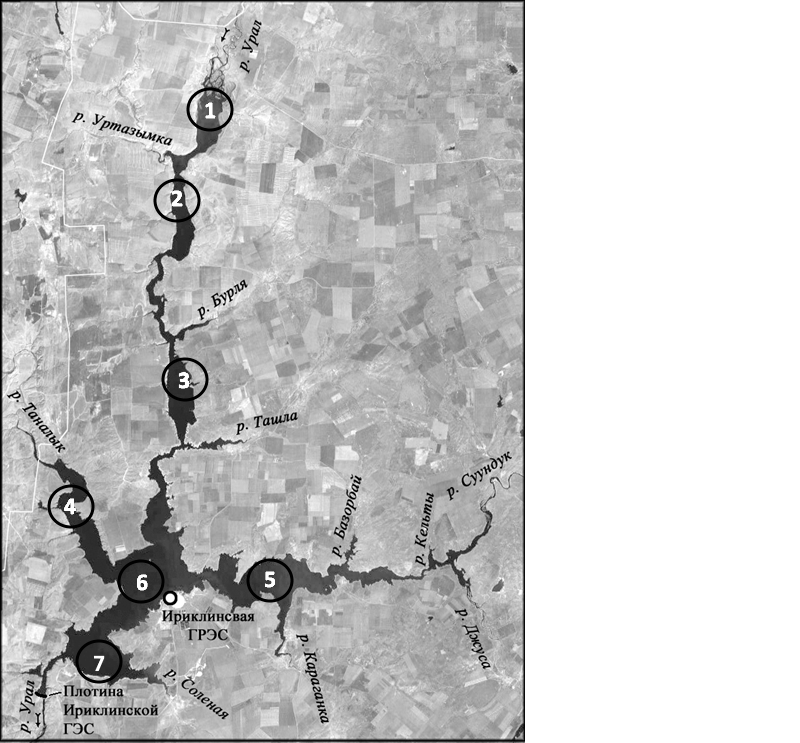 р. Урал
1
р. Уртазымка
2
р. Бурля
3
р. Ташла
р. Таналык
р. Суундук
р. Базорбай
р. Кельты
4
5
6
Ириклинсвая
ГРЭС
р. Джуса
р. Караганка
7
р. Соленая
р. Урал
Плотина
Ириклинской
ГЭС